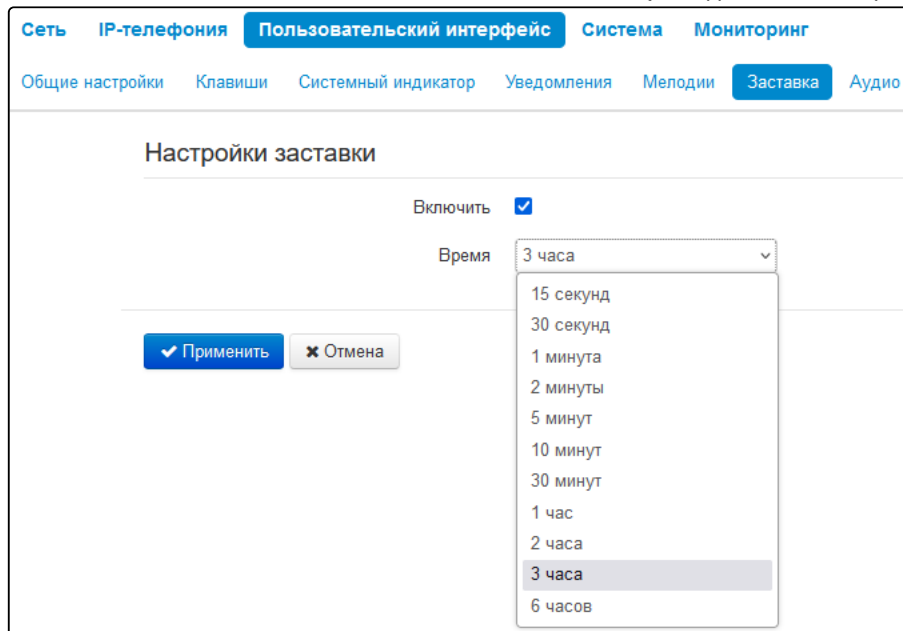 Сеть IP-телефония Пользовательский интерфейс Система Мониторинг
Общие настройки Клавиши Системный индикатор Уведомления Мелодии Заставка Аудио
Настройки заставки
Включить
Время 3 часа
15 секунд
30 секунд
1 минута
2 минуты
5 минут
10 минут
30 минут
1 час
2 часа
3 часа
6 часов
Применить Отмена